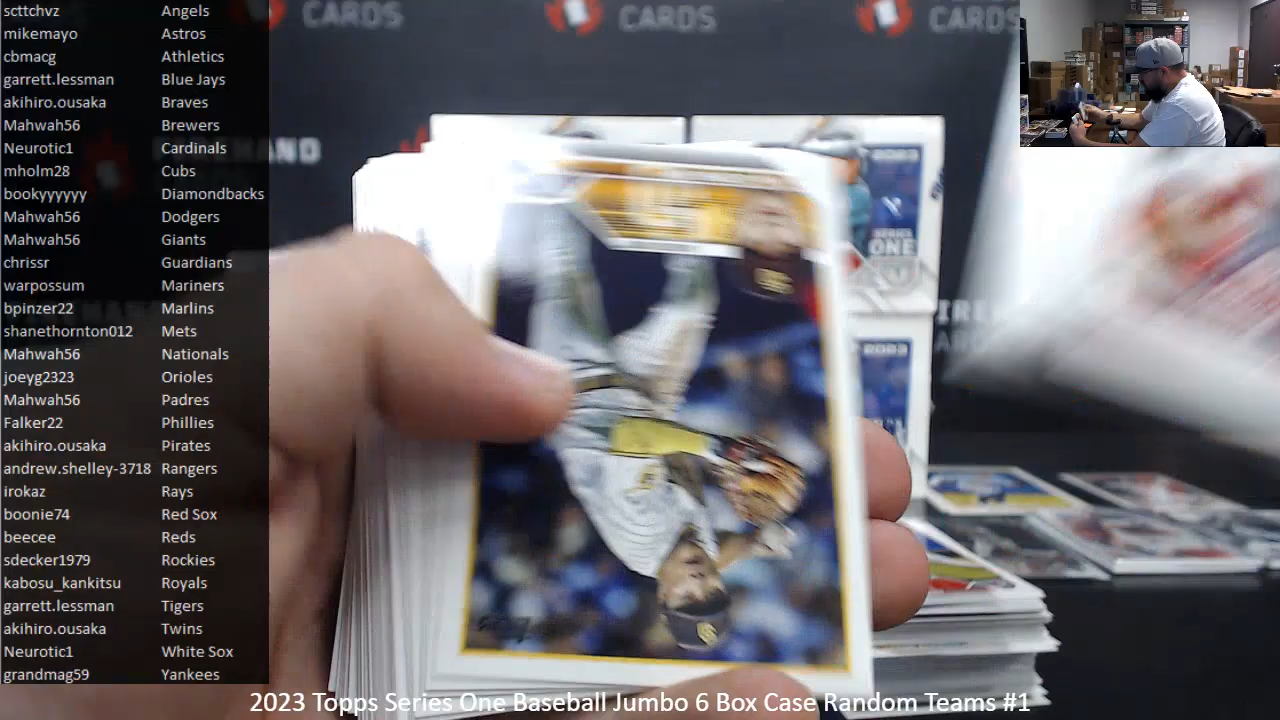 scttchvz Angels
mikemayo Astros
cbmacg Athletics
garrett.lessman Blue Jays
akihiro.ousaka Braves
Mahwah56 Brewers
Neurotic1 Cardinals
mholm28 Cubs
bookyyyyyy Diamondbacks
Mahwah56 Dodgers
Mahwah56 Giants
chrissr Guardians
warpossum Mariners
bpinzer22 Marlins
shanethornton012 Mets
Mahwah56 Nationals
joeyg2323 Orioles
Mahwah56 Padres
Falker22 Phillies
akihiro.ousaka Pirates
andrew.shelley-3718 Rangers
irokaz Rays
boonie74 Red Sox
beecee Reds
sdecker1979 Rockies
kabosu_kankitsu Royals
garrett.lessman Tigers
akihiro.ousaka Twins
Neurotic1 White Sox
grandmag59 Yankees
CARDS
CARDS
CARDS
2023
SERIES
ONE
2023
2023 Topps Series One Baseball Jumbo 6 Box Case Random Teams #1